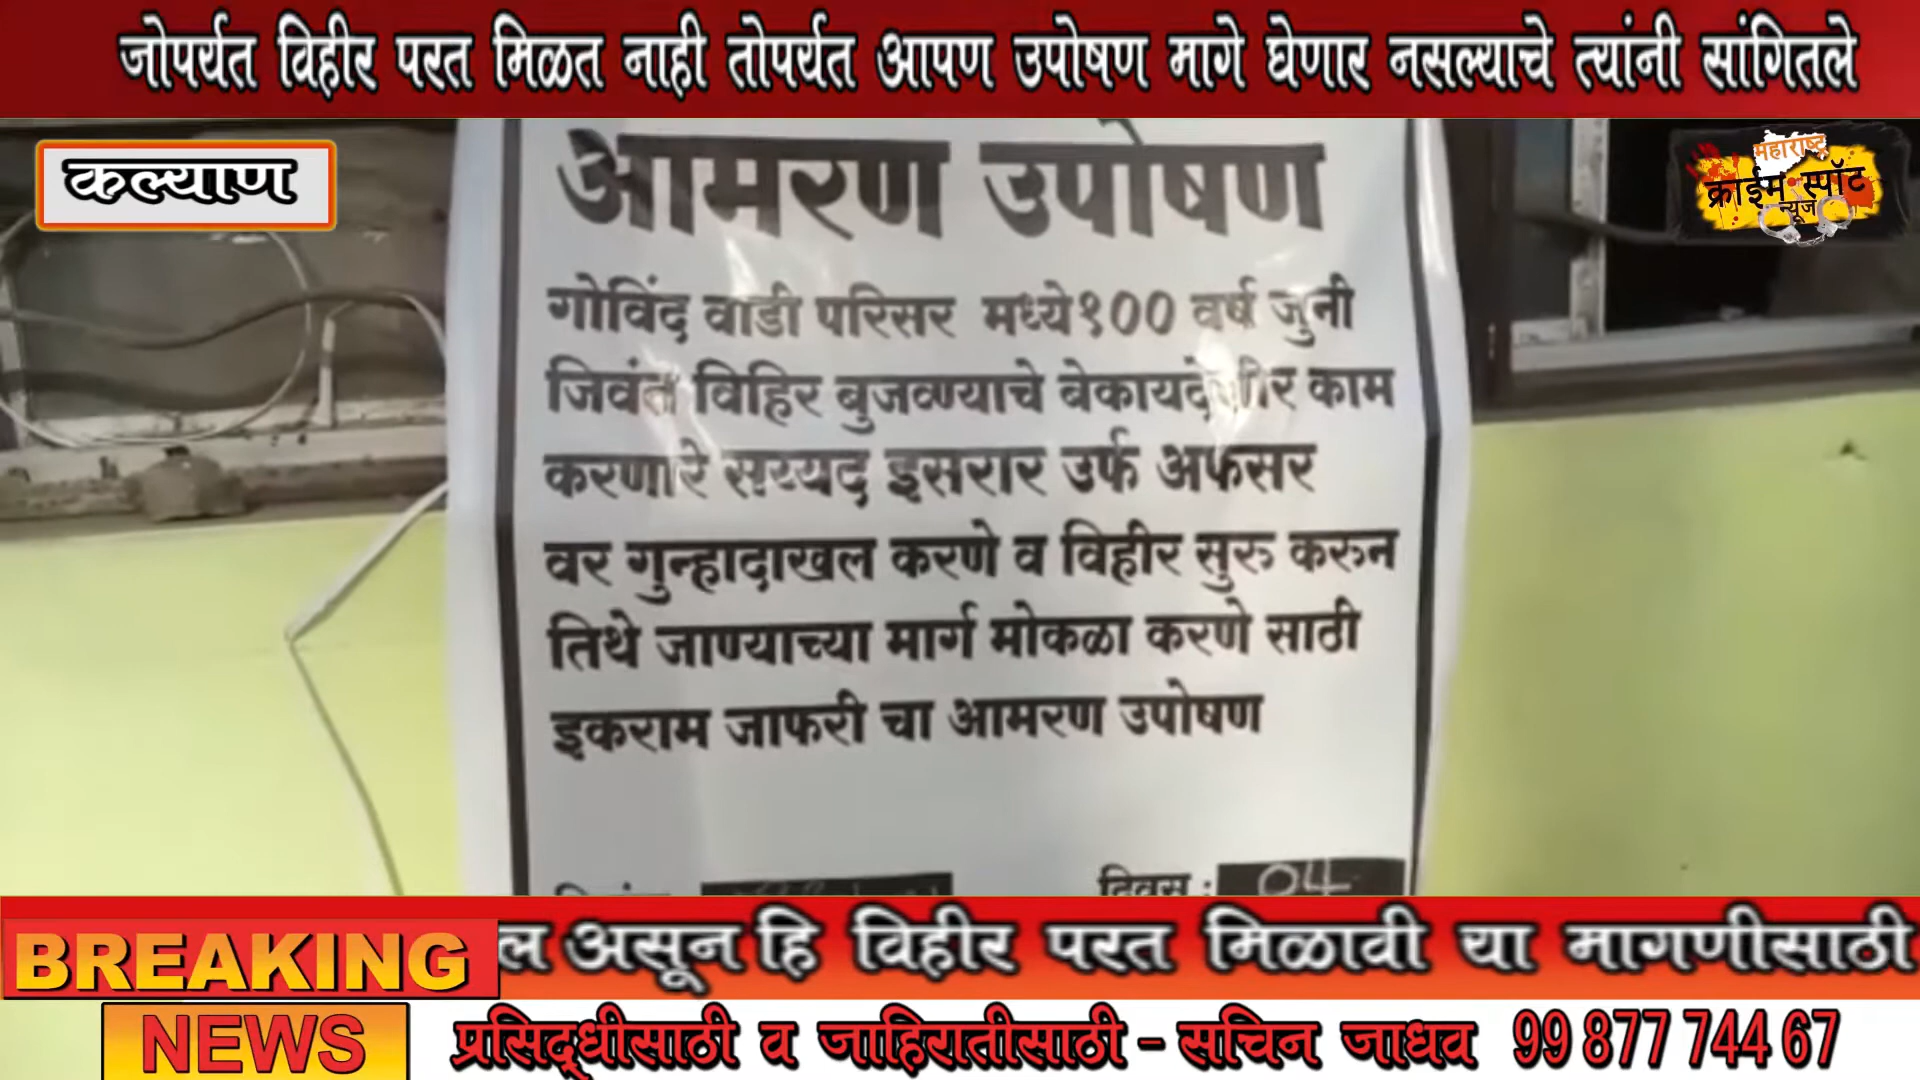 जोपर्यत विहीर परत मिळत नाही तोपर्यत आपण उपोषण मागे घेणार नसल्याचे त्यांनी सांगितले
कल्याण
महाराष्ट्र
क्राईम स्पॉट
न्यूज
आमरण उपोषण
गोविंद वाडी परिसर मध्ये १०० वर्ष जुनी
जिवंत विहिर बुजवण्याचे बेकायदेशीर काम
करणारे सय्यद इसरार उर्फ अफसर
वर गुन्हादाखल करणे व विहीर सुरु करुन
तिथे जाण्याच्या मार्ग मोकळा करणे साठी
इकराम जाफरी चा आमरण उपोषण
दिवस : 04
BREAKING
NEWS
ल असून हि विहीर परत मिळावी या मागणीसाठी
प्रसिद्धीसाठी व जाहिरातीसाठी - सचिन जाधव 99 877 744 67